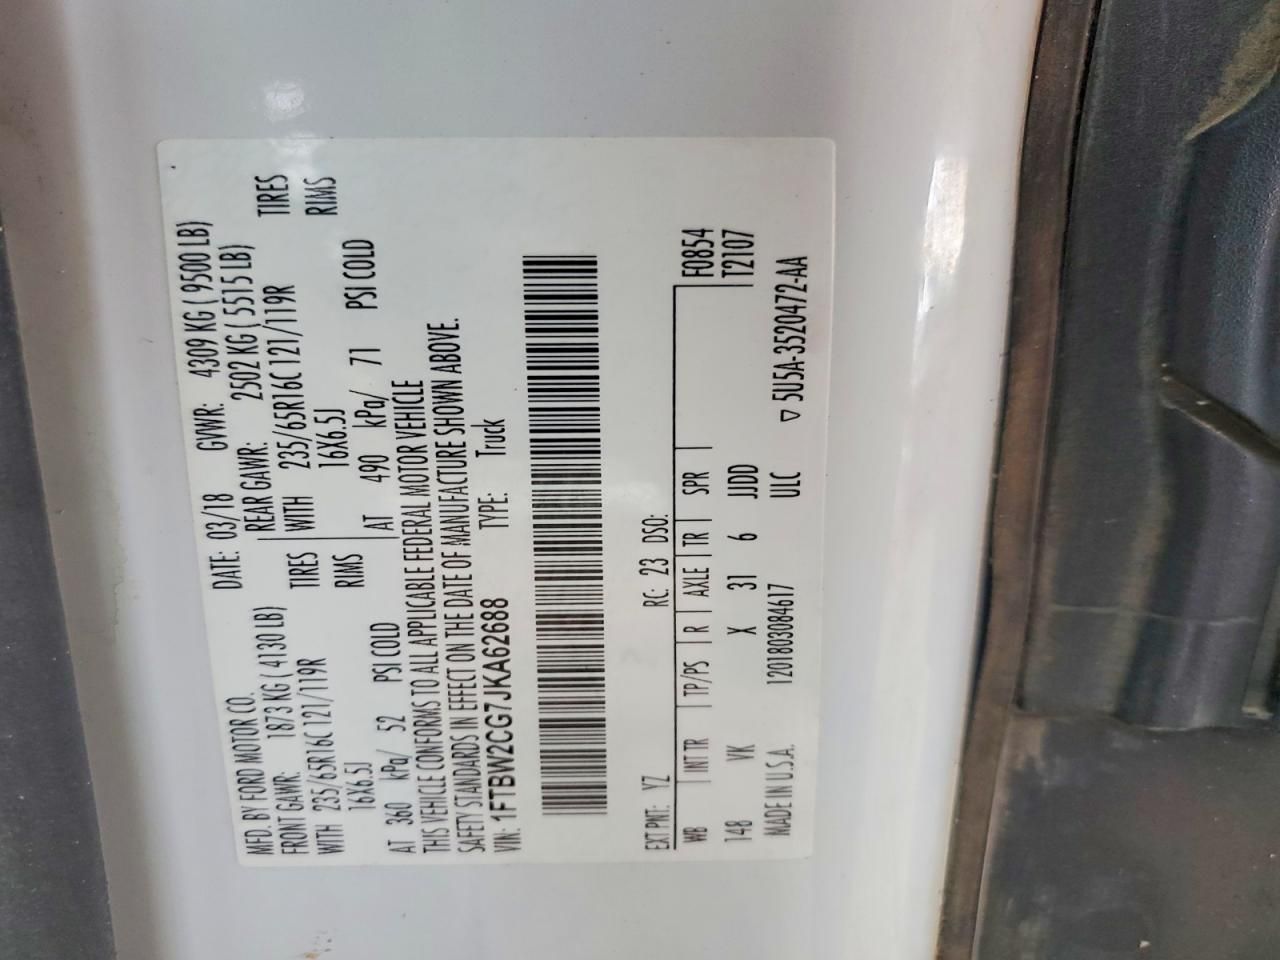 MFD. BY FORD MOTOR CO.
DATE: 03/18 GVWR: 4309 KG ( 9500 LB)
FRONT GAWR: 1873 KG ( 4130 LB) REAR GAWR: 2502 KG ( 5515 LB)
WITH 235/65R16C 121/119R TIRES WITH 235/65R16C 121/119R TIRES
16X6.5J RIMS 16X6.5J RIMS
AT 360 kPa/ 52 PSI COLD AT 490 kPa/ 71 PSI COLD
THIS VEHICLE CONFORMS TO ALL APPLICABLE FEDERAL MOTOR VEHICLE
SAFETY STANDARDS IN EFFECT ON THE DATE OF MANUFACTURE SHOWN ABOVE.
VIN: 1FTBW2CG7JKA62688 TYPE: Truck
EXT PNT: YZ RC: 23 DSO:
WB INT TR TP/PS R AXLE TR SPR F0854
148 VK X 31 6 JJDD T2107
MADE IN U.S.A. 1201803084617 ULC ▽ 5U5A-3520472-AA